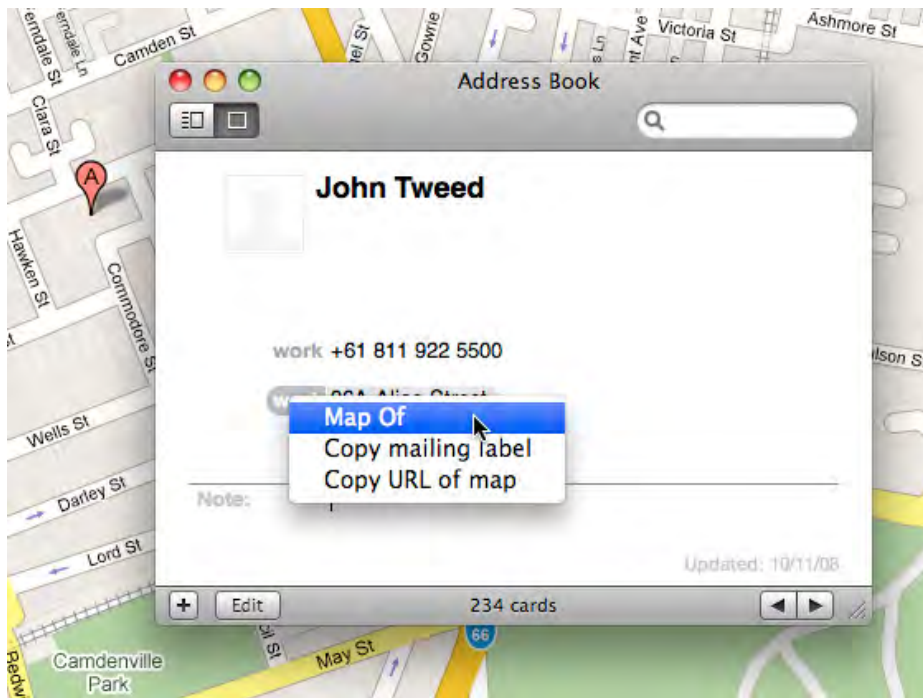 Camden St
Victoria St
Ashmore St
Gowrie
Clara St
Address Book
A
John Tweed
Hawken St
Commodore St
work +61 811 922 5500
Map Of
Copy mailing label
Copy URL of map
Wells St
Darley St
Note:
Lord St
Updated: 10/11/08
+ Edit 234 cards
66
May St
Camdenville
Park